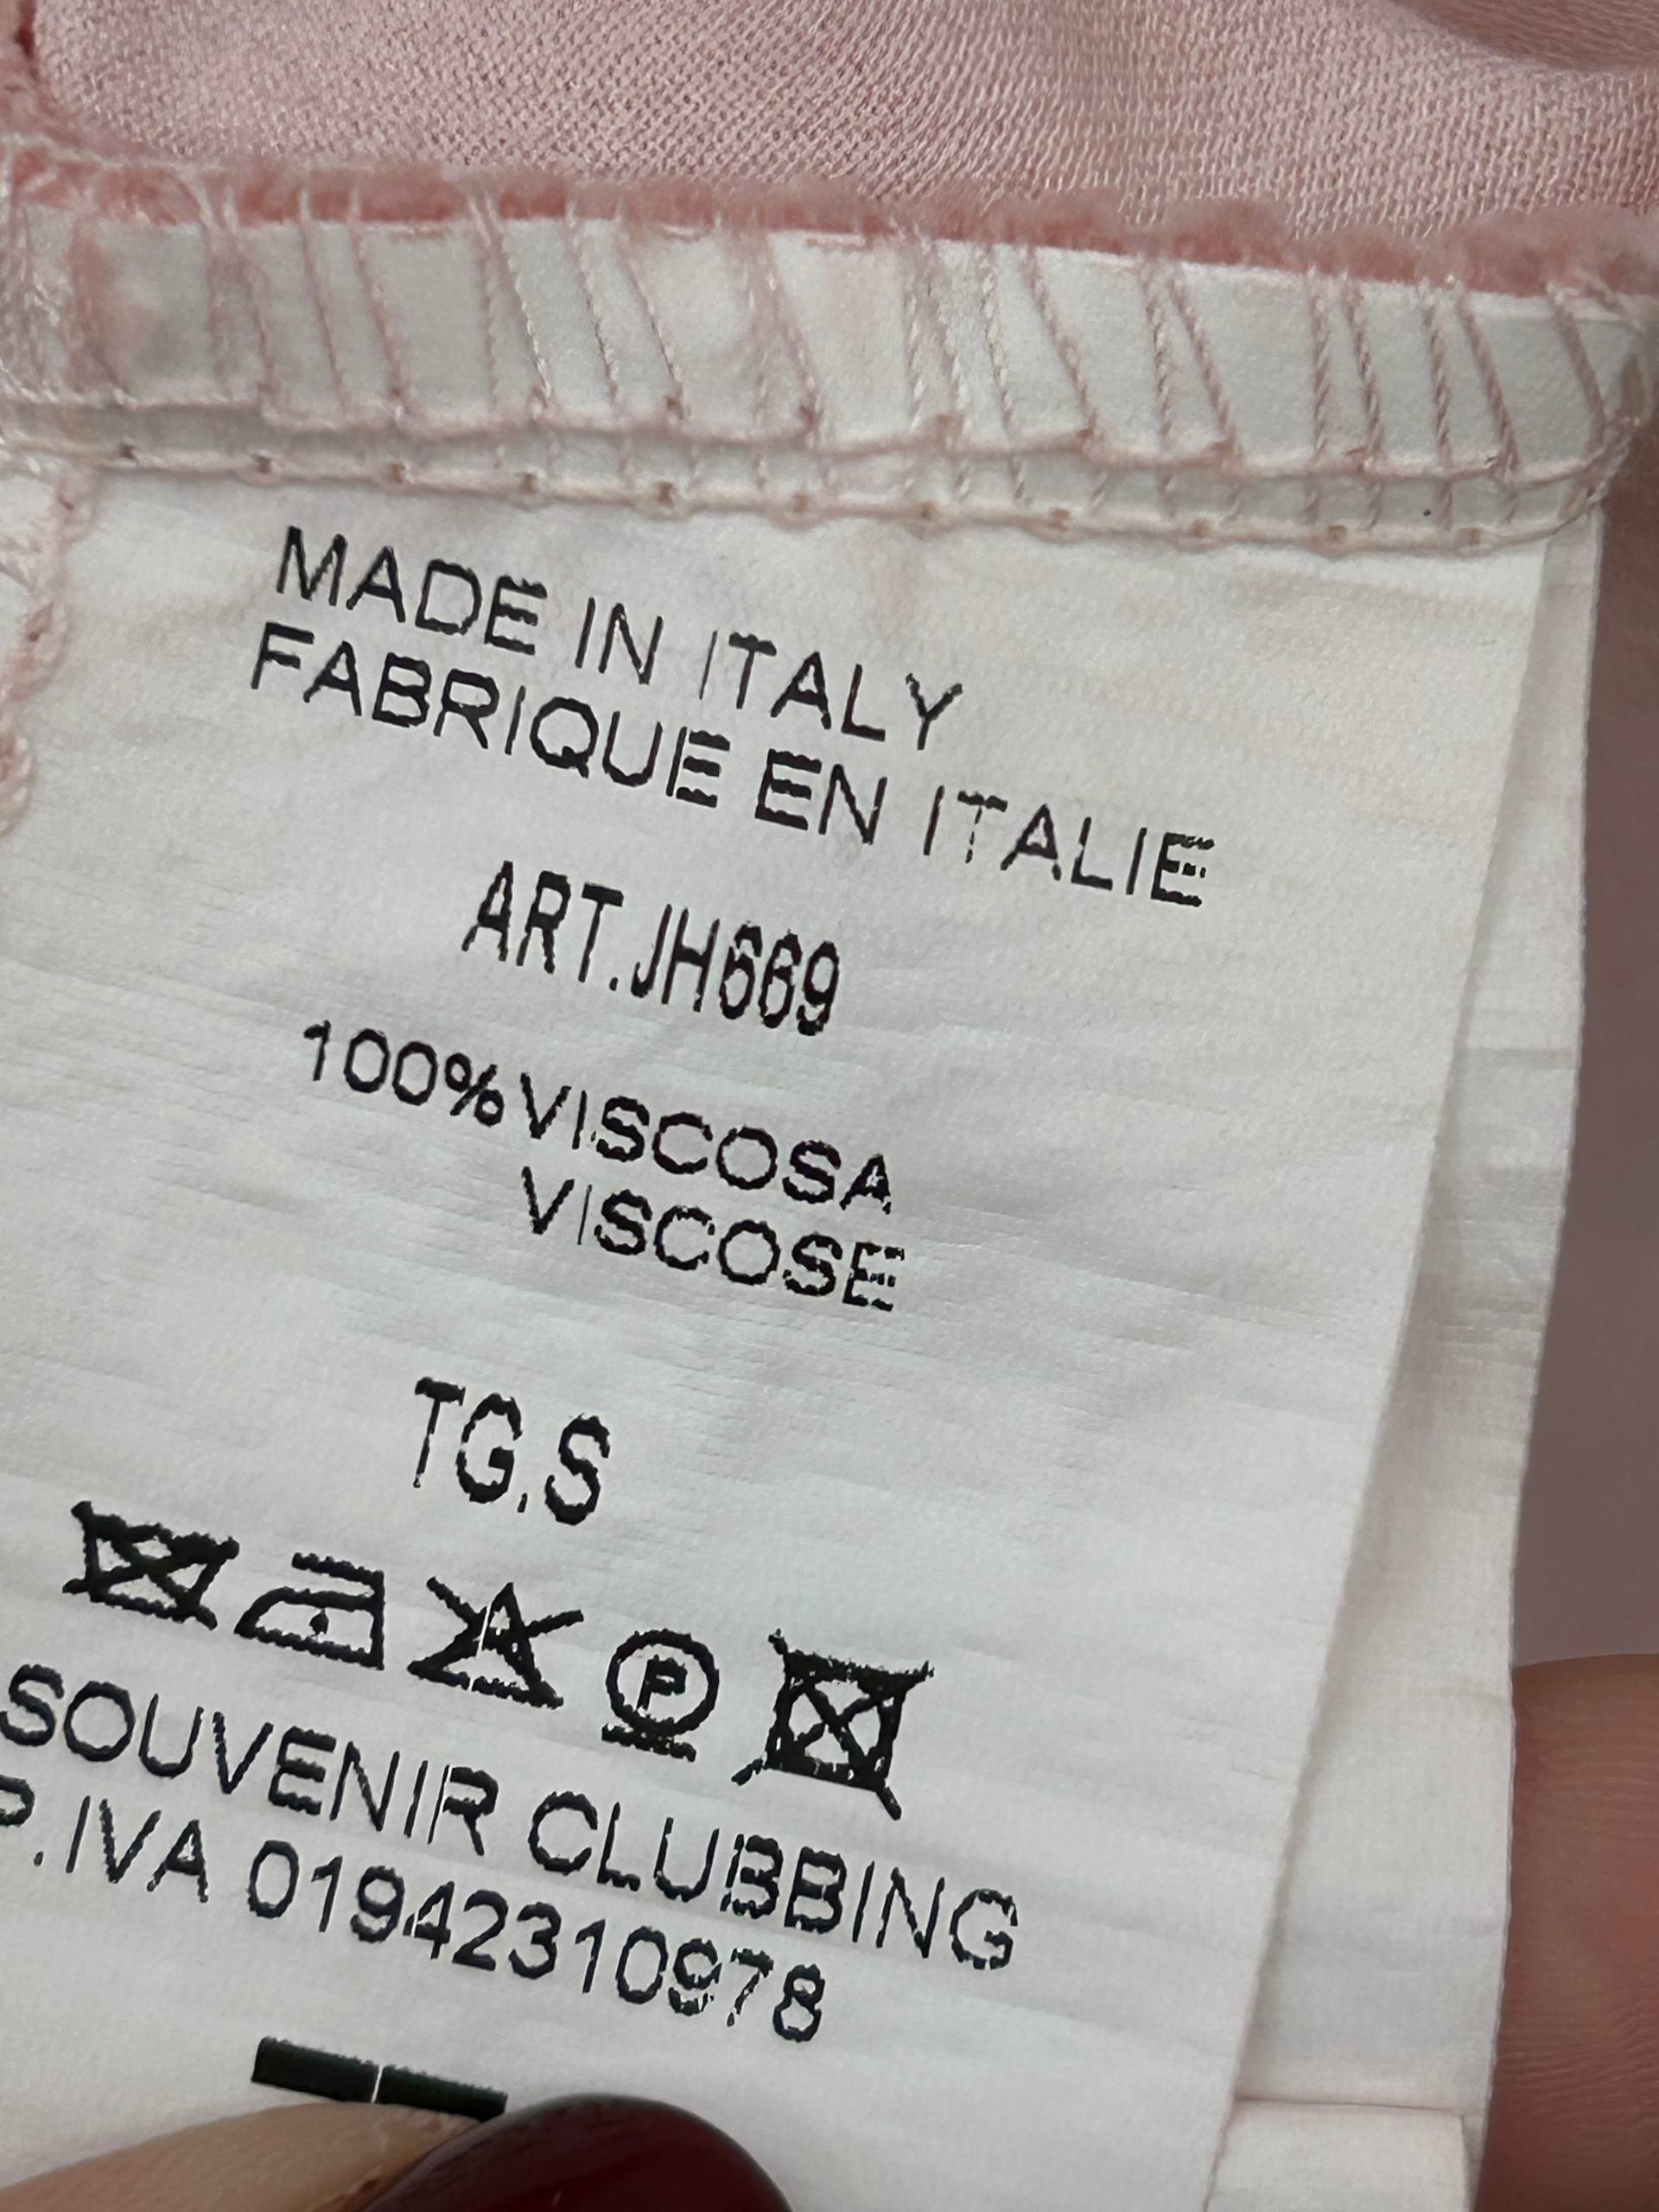 MADE IN ITALY
FABRIQUE EN ITALIE
ART.JH669
100%VISCOSA
VISCOSE
TG.S
P
SOUVENIR CLUBBING
P.IVA 01942310978